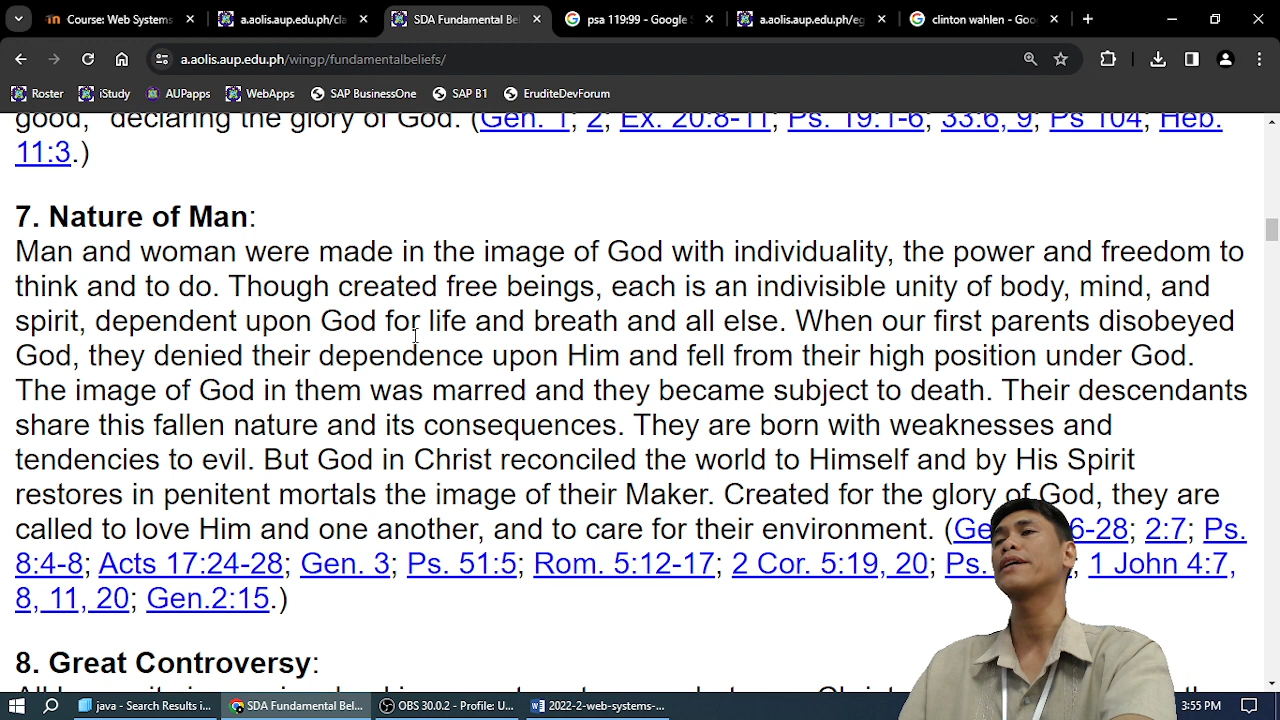 Course: Web Systems
a.aolis.aup.edu.ph/cla
SDA Fundamental Bel
psa 119:99 - Google S
a.aolis.aup.edu.ph/eg
clinton wahlen - Goo
a.aolis.aup.edu.ph/wingp/fundamentalbeliefs/
Roster
iStudy
AUPapps
WebApps
SAP BusinessOne
SAP B1
EruditeDevForum
good," declaring the glory of God. (Gen. 1; 2; Ex. 20:8-11; Ps. 19:1-6; 33:6, 9; Ps 104; Heb.
11:3.)
7. Nature of Man:
Man and woman were made in the image of God with individuality, the power and freedom to
think and to do. Though created free beings, each is an indivisible unity of body, mind, and
spirit, dependent upon God for life and breath and all else. When our first parents disobeyed
God, they denied their dependence upon Him and fell from their high position under God.
The image of God in them was marred and they became subject to death. Their descendants
share this fallen nature and its consequences. They are born with weaknesses and
tendencies to evil. But God in Christ reconciled the world to Himself and by His Spirit
restores in penitent mortals the image of their Maker. Created for the glory of God, they are
called to love Him and one another, and to care for their environment. (Ge 6-28; 2:7; Ps.
8:4-8; Acts 17:24-28; Gen. 3; Ps. 51:5; Rom. 5:12-17; 2 Cor. 5:19, 20; Ps. ; 1 John 4:7,
8, 11, 20; Gen.2:15.)
8. Great Controversy:
java - Search Results i...
SDA Fundamental Bel...
OBS 30.0.2 - Profile: U...
2022-2-web-systems-...
3:55 PM